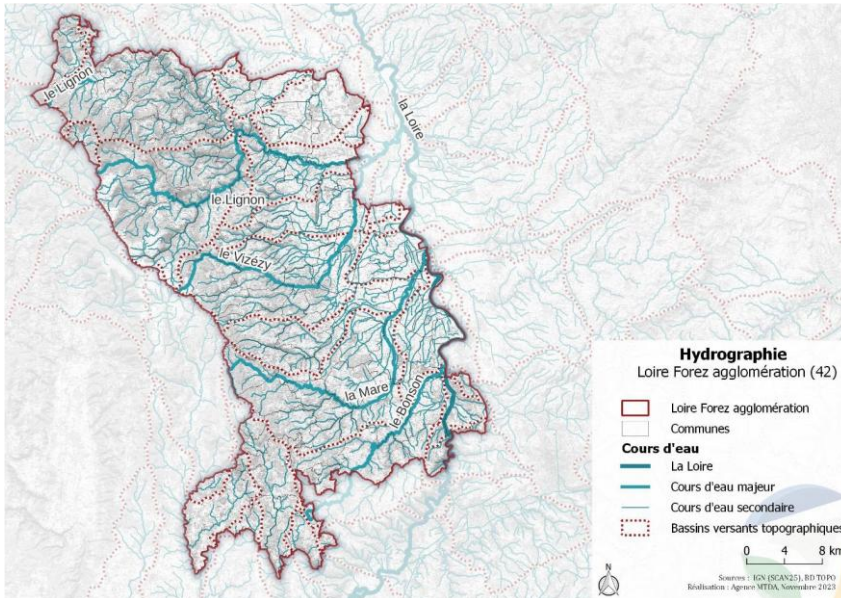 le Lignon
la Loire
le Lignon
le Vizézy
la Mare
le Bonson
Hydrographie
Loire Forez agglomération (42)
Loire Forez agglomération
Communes
Cours d'eau
La Loire
Cours d'eau majeur
Cours d'eau secondaire
Bassins versants topographiques
0 4 8 km
N
Sources : IGN (SCAN25), BD TOPO
Réalisation : Agence MTDA, Novembre 2023